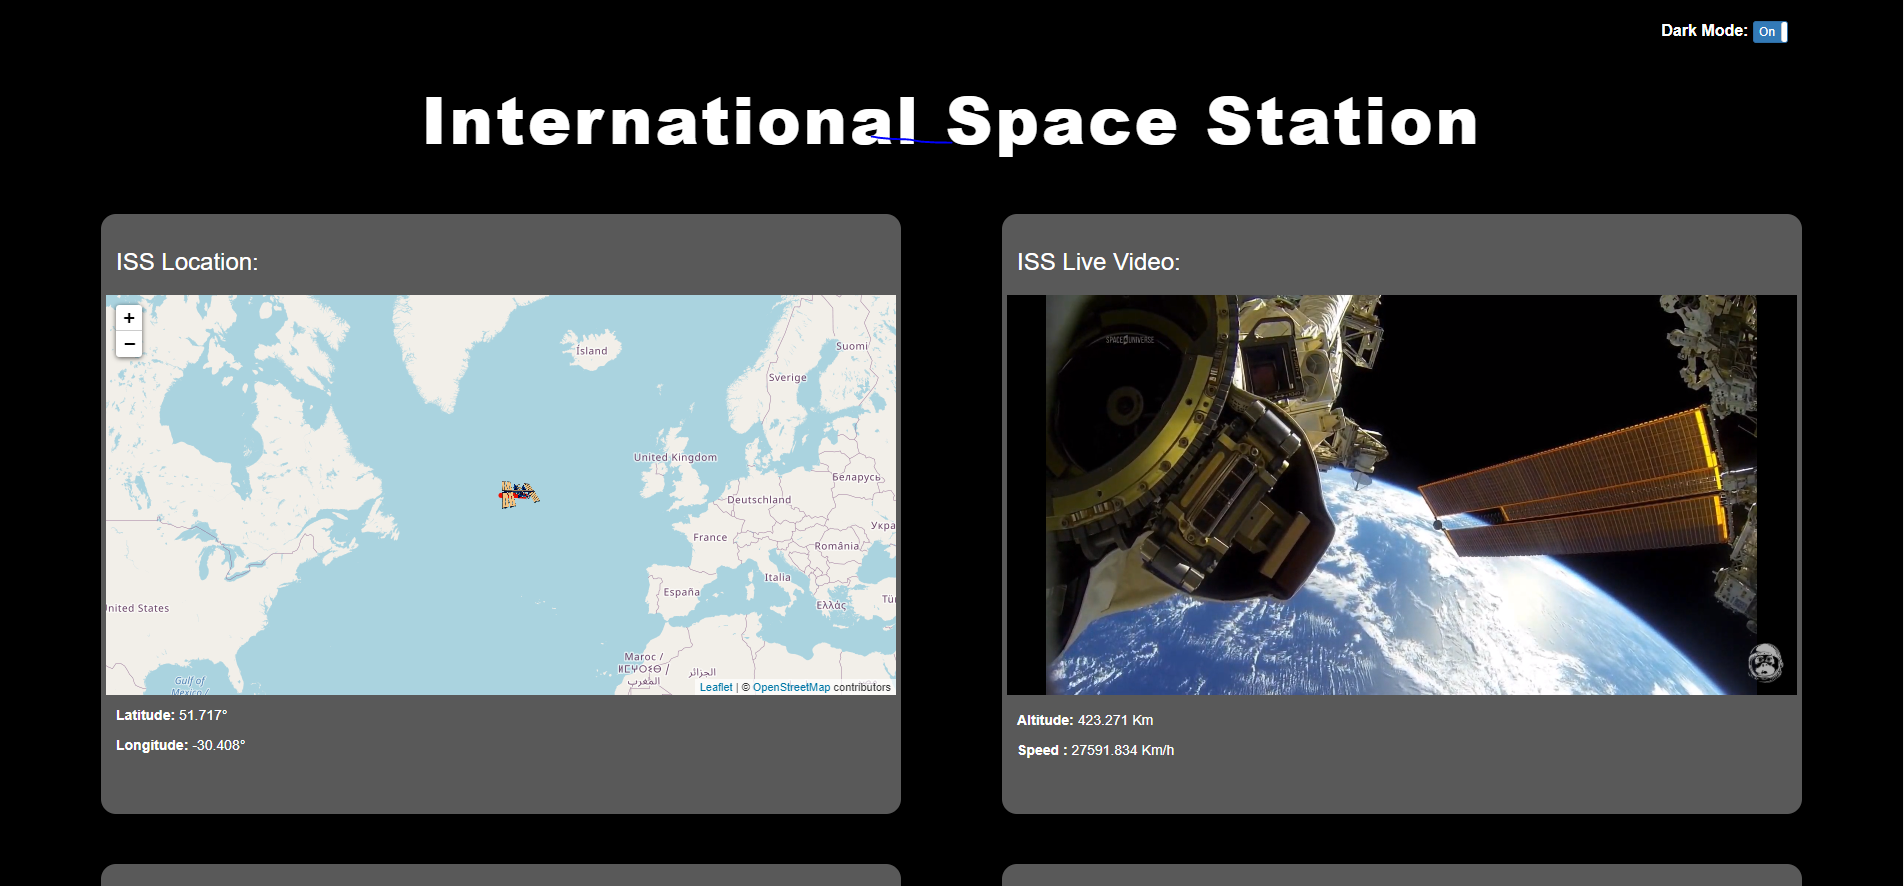 Dark Mode: On
International Space Station
ISS Location:
+
−
Ísland
Suomi
Sverige
United Kingdom
Беларусь
Deutschland
Укра
France
România
Italia
España
Ελλάς
Tür
United States
Maroc /
ⵍⵎⵖⵔⵉⴱ /
المغرب
الجزائر
Gulf of
Mexico /
Leaflet | © OpenStreetMap contributors
Latitude: 51.717°
Longitude: -30.408°
ISS Live Video:
SPACE UNIVERSE
Altitude: 423.271 Km
Speed : 27591.834 Km/h